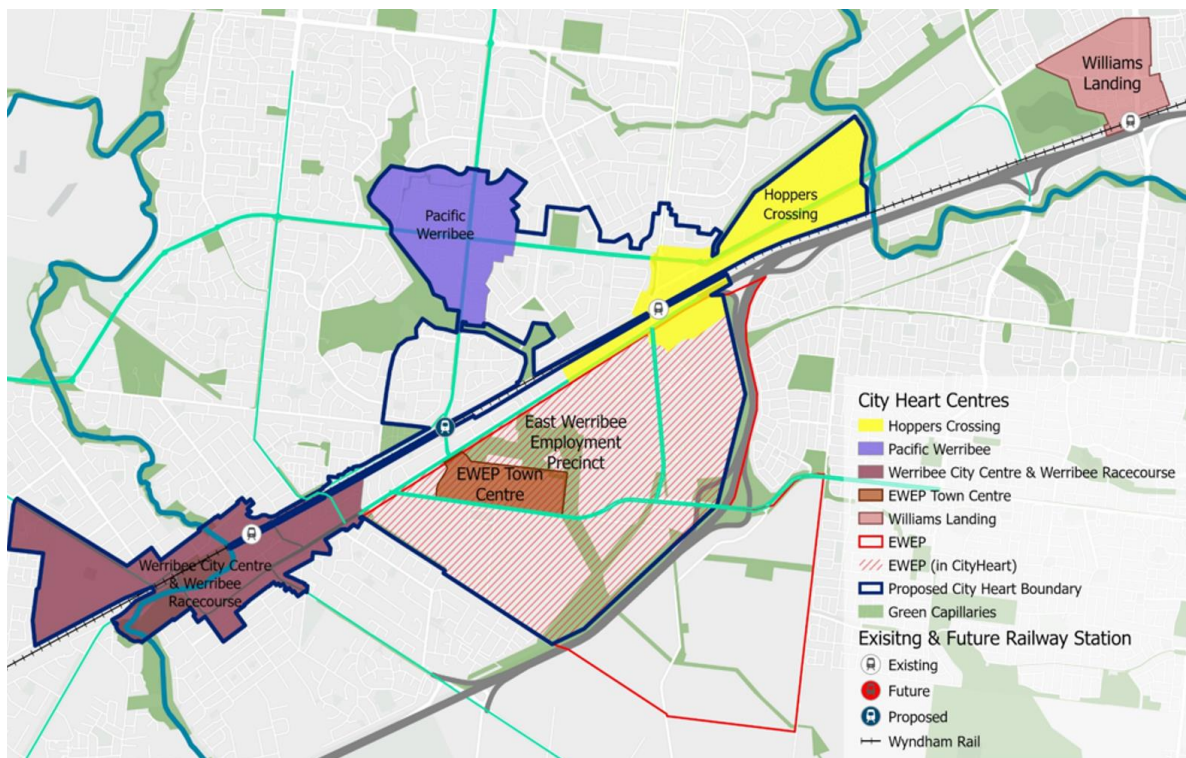 Williams
Landing
Hoppers
Crossing
Pacific
Werribee
East Werribee
Employment
Precinct
EWEP Town
Centre
Werribee City Centre
& Werribee
Racecourse
City Heart Centres
Hoppers Crossing
Pacific Werribee
Werribee City Centre & Werribee Racecourse
EWEP Town Centre
Williams Landing
EWEP
EWEP (in CityHeart)
Proposed City Heart Boundary
Green Capillaries
Exisitng & Future Railway Station
Existing
Future
Proposed
Wyndham Rail